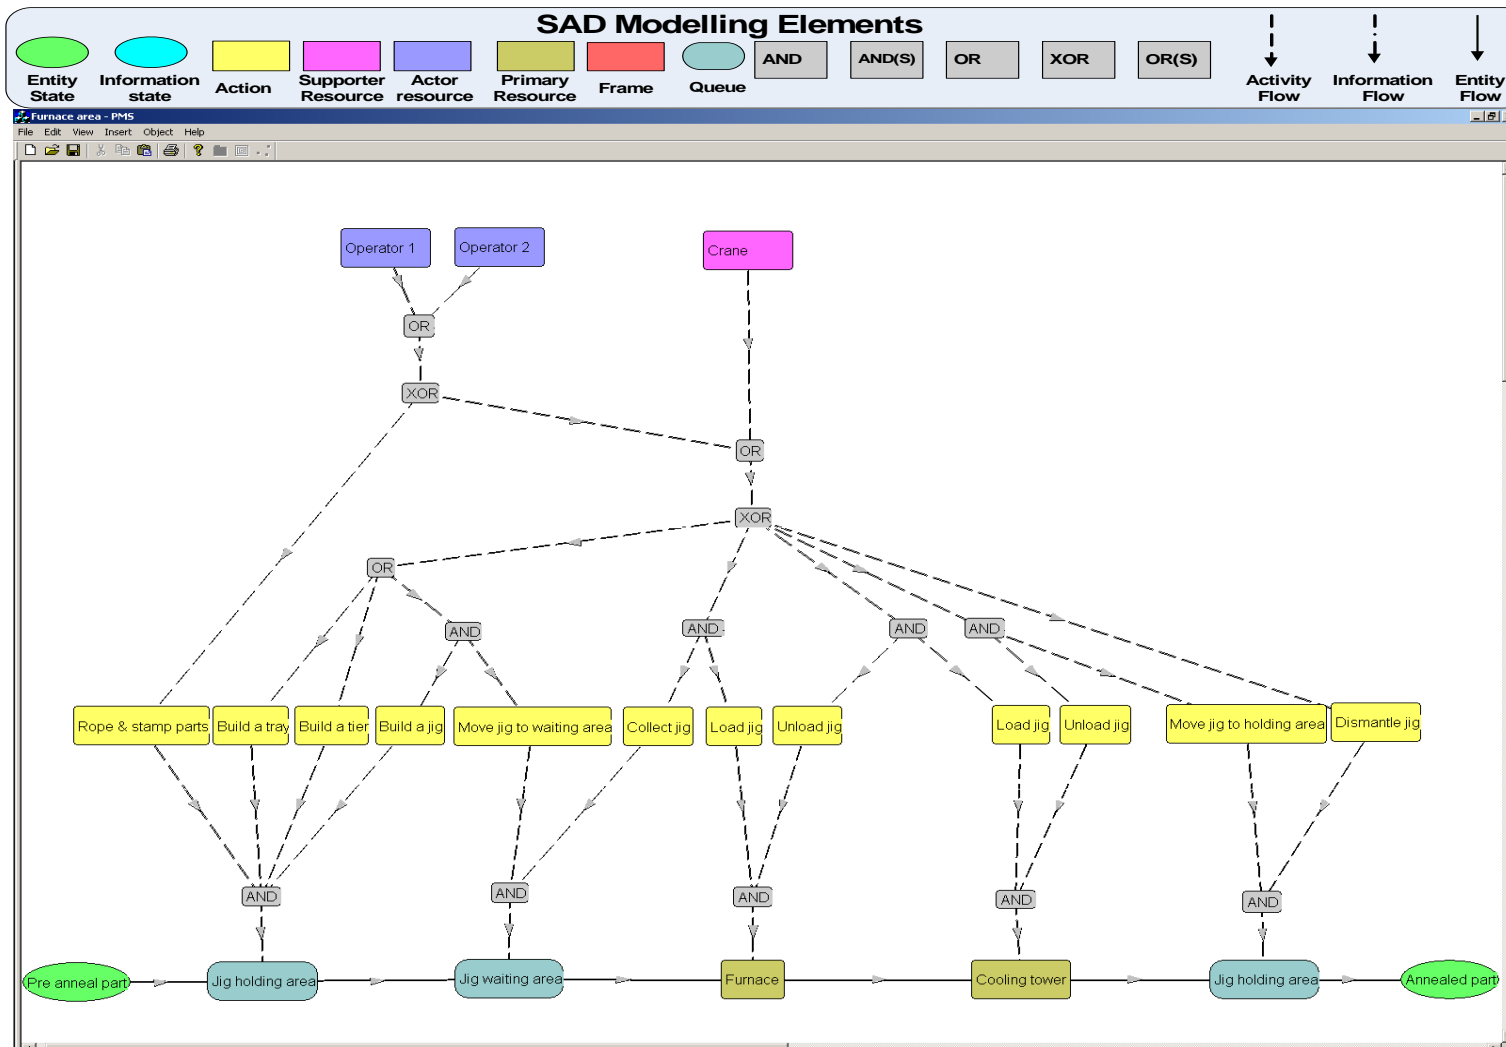 SAD Modelling Elements
AND
AND(S)
OR
XOR
OR(S)
Entity
State
Information
state
Action
Supporter
Resource
Actor
resource
Primary
Resource
Frame
Queue
Activity
Flow
Information
Flow
Entity
Flow
Furnace area - PMS
File Edit View Insert Object Help
Operator 1
Operator 2
Crane
OR
XOR
OR
XOR
OR
AND
AND
AND
AND
Rope & stamp parts
Build a tray
Build a tier
Build a jig
Move jig to waiting area
Collect jig
Load jig
Unload jig
Load jig
Unload jig
Move jig to holding area
Dismantle jig
AND
AND
AND
AND
AND
Pre anneal part
Jig holding area
Jig waiting area
Furnace
Cooling tower
Jig holding area
Annealed part